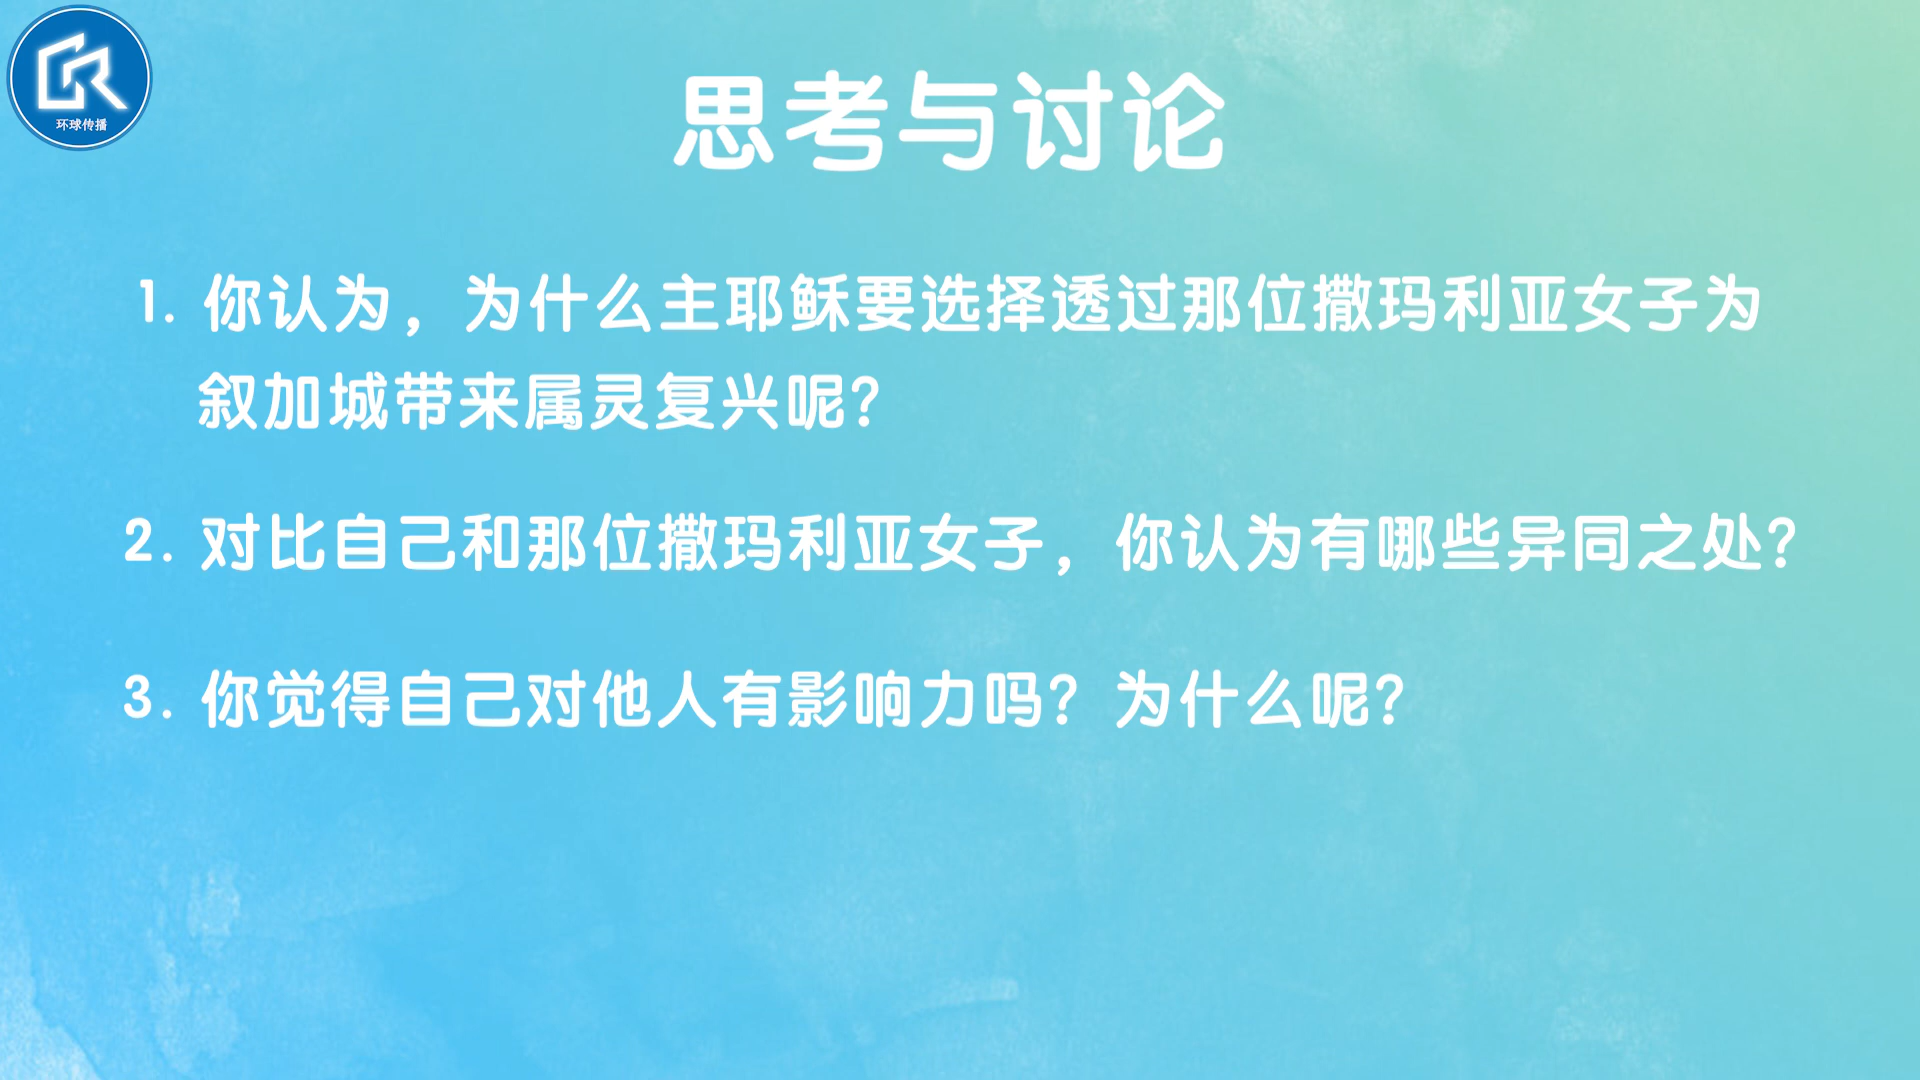 环球传播
思考与讨论
1. 你认为，为什么主耶稣要选择透过那位撒玛利亚女子为
叙加城带来属灵复兴呢？
2. 对比自己和那位撒玛利亚女子，你认为有哪些异同之处？
3. 你觉得自己对他人有影响力吗？为什么呢？